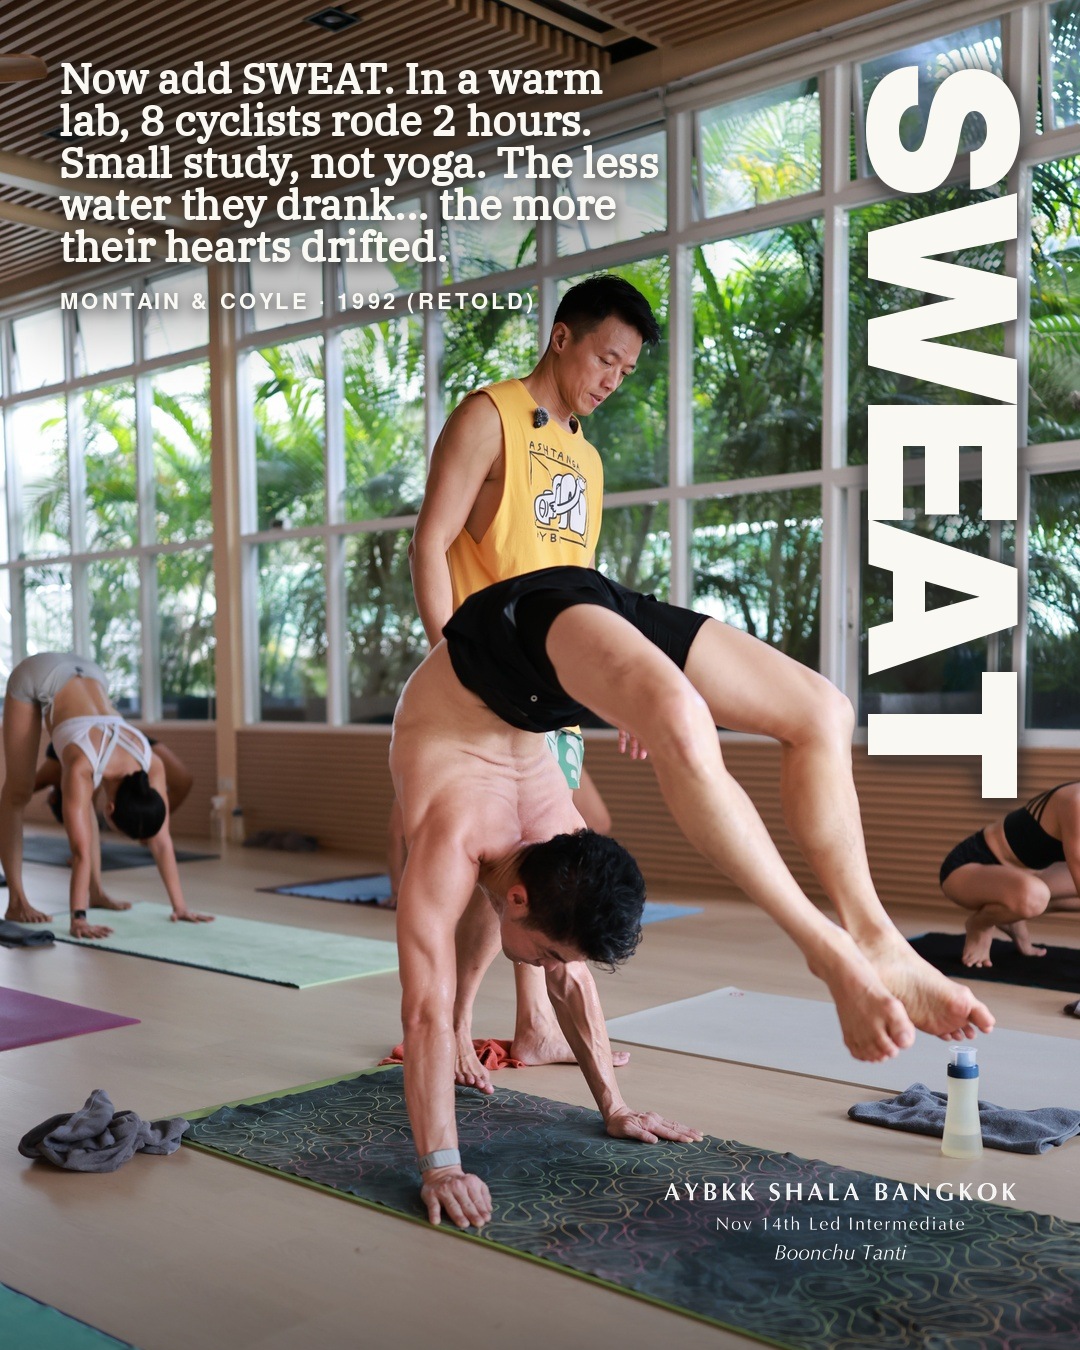 Now add SWEAT. In a warm
lab, 8 cyclists rode 2 hours.
Small study, not yoga. The less
water they drank... the more
their hearts drifted.
MONTAIN & COYLE · 1992 (RETOLD)
SWEAT
ASHTANGA
AYBKK SHALA BANGKOK
Nov 14th Led Intermediate
Boonchu Tanti